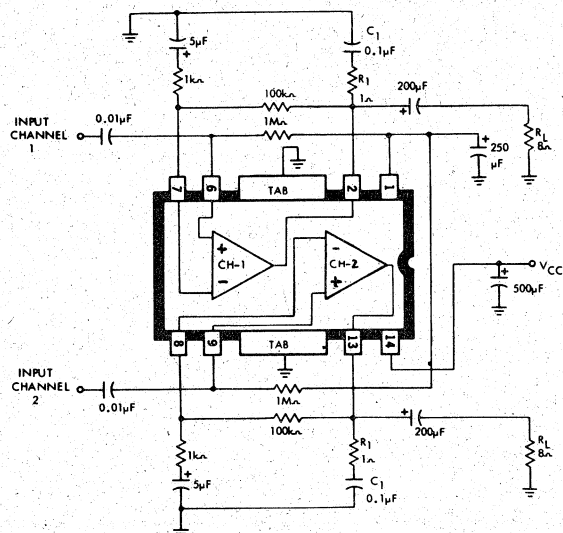 5µF
+
C1
0.1µF
1kΩ
R1
1Ω
200µF
+
100kΩ
INPUT
CHANNEL
1
0.01µF
1MΩ
RL
8Ω
+
250
µF
7
6
TAB
2
1
+
CH-1
-
-
CH-2
+
VCC
+
500µF
8
9
TAB
13
14
INPUT
CHANNEL
2
0.01µF
1MΩ
100kΩ
+
200µF
1kΩ
R1
1Ω
RL
8Ω
+
5µF
C1
0.1µF